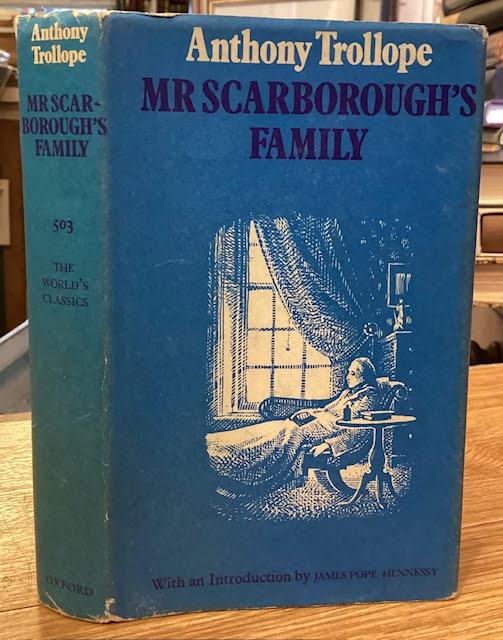 Anthony
Trollope
MR SCAR-
BOROUGH'S
FAMILY
503
THE
WORLD'S
CLASSICS
OXFORD
Anthony Trollope
MR SCARBOROUGH'S
FAMILY
With an Introduction by JAMES POPE HENNESSY